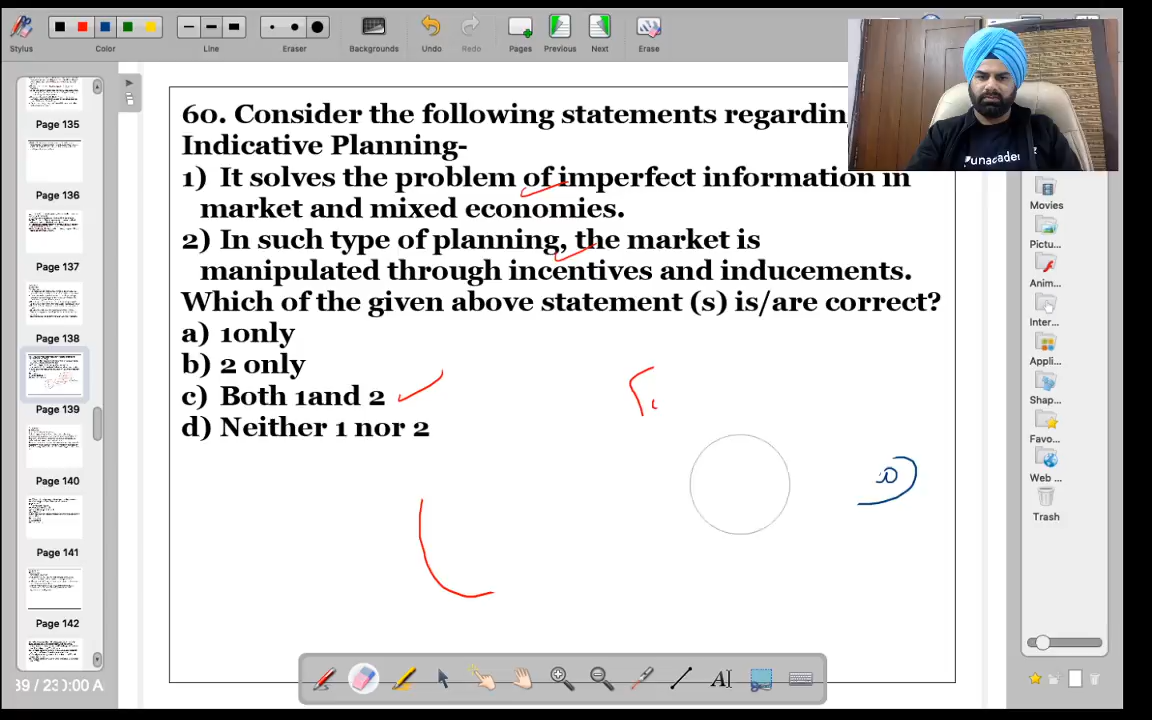 Stylus
Color
Line
Eraser
Backgrounds
Undo
Redo
Pages
Previous
Next
Erase
Page 135
Page 136
Page 137
Page 138
Page 139
Page 140
Page 141
Page 142
60. Consider the following statements regardin
Indicative Planning-
1) It solves the problem of imperfect information in
market and mixed economies.
2) In such type of planning, the market is
manipulated through incentives and inducements.
Which of the given above statement (s) is/are correct?
a) 1only
b) 2 only
c) Both 1and 2
d) Neither 1 nor 2
unacader
Movies
Pictu...
Anim...
Inter...
Appli...
Shap...
Favo...
Web ...
Trash